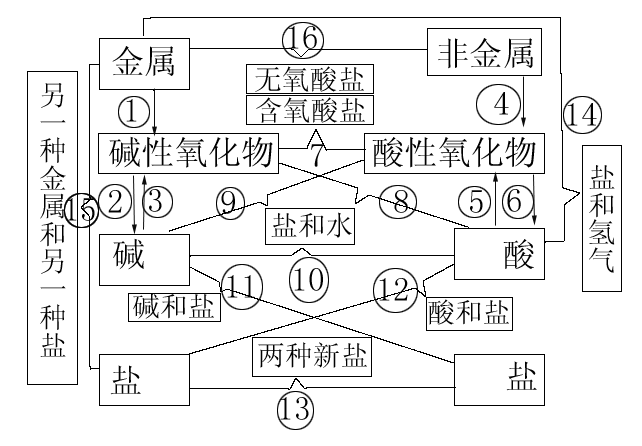 ⑯
金属
非金属
无氧酸盐
含氧酸盐
①
④
⑭
碱性氧化物
7
酸性氧化物
另一种金属和另一种盐
⑮
②
③
⑨
⑧
⑤
⑥
盐和氢气
盐和水
碱
酸
⑩
⑪
⑫
碱和盐
酸和盐
两种新盐
盐
盐
⑬